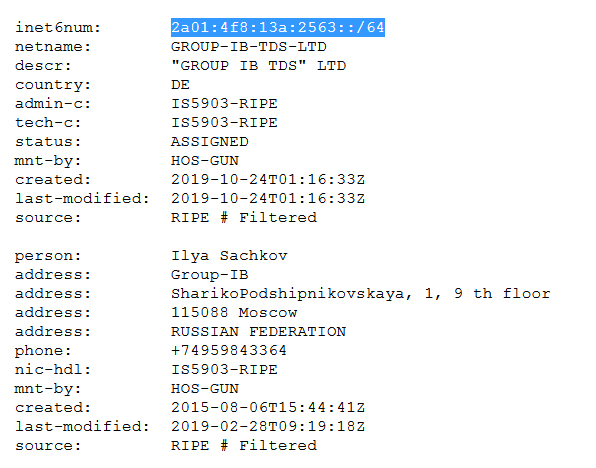 inet6num: 2a01:4f8:13a:2563::/64
netname: GROUP-IB-TDS-LTD
descr: "GROUP IB TDS" LTD
country: DE
admin-c: IS5903-RIPE
tech-c: IS5903-RIPE
status: ASSIGNED
mnt-by: HOS-GUN
created: 2019-10-24T01:16:33Z
last-modified: 2019-10-24T01:16:33Z
source: RIPE # Filtered
person: Ilya Sachkov
address: Group-IB
address: SharikoPodshipnikovskaya, 1, 9 th floor
address: 115088 Moscow
address: RUSSIAN FEDERATION
phone: +74959843364
nic-hdl: IS5903-RIPE
mnt-by: HOS-GUN
created: 2015-08-06T15:44:41Z
last-modified: 2019-02-28T09:19:18Z
source: RIPE # Filtered